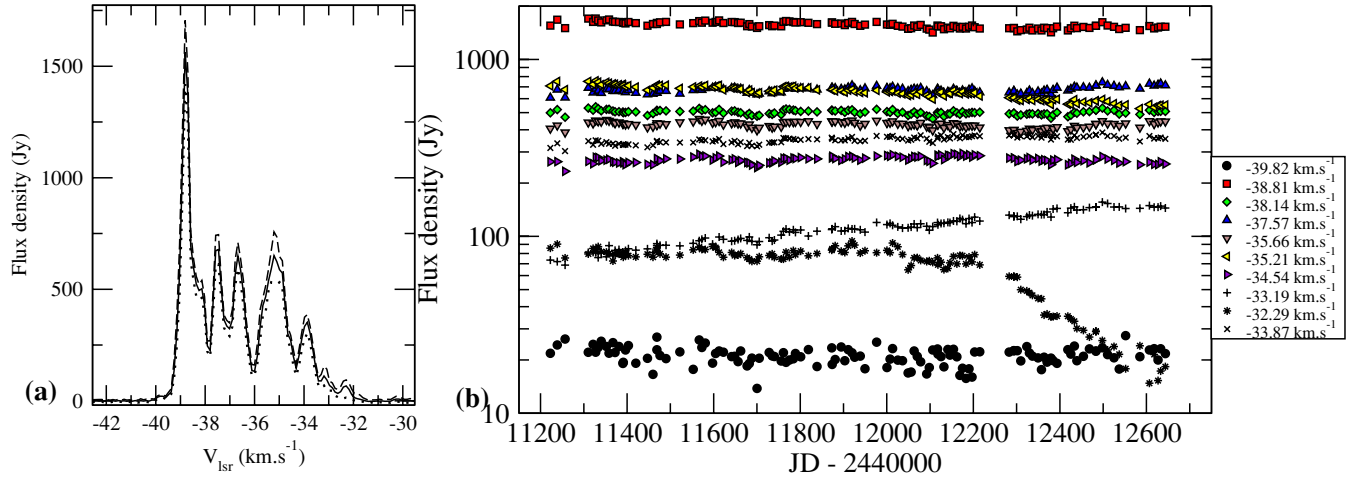 1500
1000
500
0
Flux density (Jy)
(a)
-42 -40 -38 -36 -34 -32 -30
V_lsr (km.s^-1)
1000
100
10
Flux density (Jy)
(b)
11200 11400 11600 11800 12000 12200 12400 12600
JD - 2440000
-39.82 km.s^-1
-38.81 km.s^-1
-38.14 km.s^-1
-37.57 km.s^-1
-35.66 km.s^-1
-35.21 km.s^-1
-34.54 km.s^-1
-33.19 km.s^-1
-32.29 km.s^-1
-33.87 km.s^-1